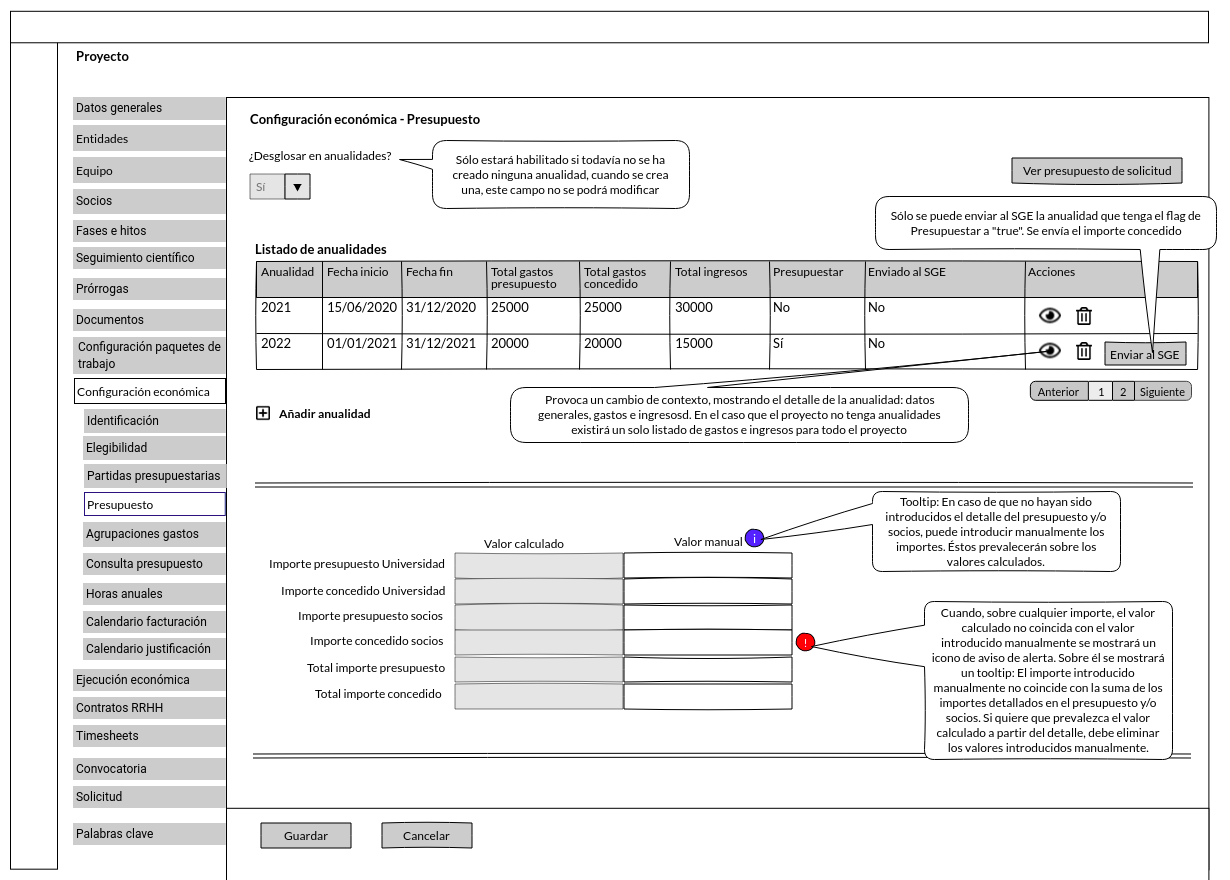 Proyecto
Datos generales
Entidades
Equipo
Socios
Fases e hitos
Seguimiento científico
Prórrogas
Documentos
Configuración paquetes de
trabajo
Configuración económica
Identificación
Elegibilidad
Partidas presupuestarias
Presupuesto
Agrupaciones gastos
Consulta presupuesto
Horas anuales
Calendario facturación
Calendario justificación
Ejecución económica
Contratos RRHH
Timesheets
Convocatoria
Solicitud
Palabras clave
Configuración económica - Presupuesto
¿Desglosar en anualidades?
Sí ▼
Sólo estará habilitado si todavía no se ha
creado ninguna anualidad, cuando se crea
una, este campo no se podrá modificar
Ver presupuesto de solicitud
Sólo se puede enviar al SGE la anualidad que tenga el flag de
Presupuestar a "true". Se envía el importe concedido
Listado de anualidades
Anualidad Fecha inicio Fecha fin Total gastos presupuesto Total gastos concedido Total ingresos Presupuestar Enviado al SGE Acciones
2021 15/06/2020 31/12/2020 25000 25000 30000 No No
2022 01/01/2021 31/12/2021 20000 20000 15000 Sí No Enviar al SGE
Anterior 1 2 Siguiente
Añadir anualidad
Provoca un cambio de contexto, mostrando el detalle de la anualidad: datos
generales, gastos e ingresosd. En el caso que el proyecto no tenga anualidades
existirá un solo listado de gastos e ingresos para todo el proyecto
Valor calculado Valor manual i
Tooltip: En caso de que no hayan sido
introducidos el detalle del presupuesto y/o
socios, puede introducir manualmente los
importes. Éstos prevalecerán sobre los
valores calculados.
Importe presupuesto Universidad
Importe concedido Universidad
Importe presupuesto socios
Importe concedido socios !
Total importe presupuesto
Total importe concedido
Cuando, sobre cualquier importe, el valor
calculado no coincida con el valor
introducido manualmente se mostrará un
icono de aviso de alerta. Sobre él se mostrará
un tooltip: El importe introducido
manualmente no coincide con la suma de los
importes detallados en el presupuesto y/o
socios. Si quiere que prevalezca el valor
calculado a partir del detalle, debe eliminar
los valores introducidos manualmente.
Guardar Cancelar